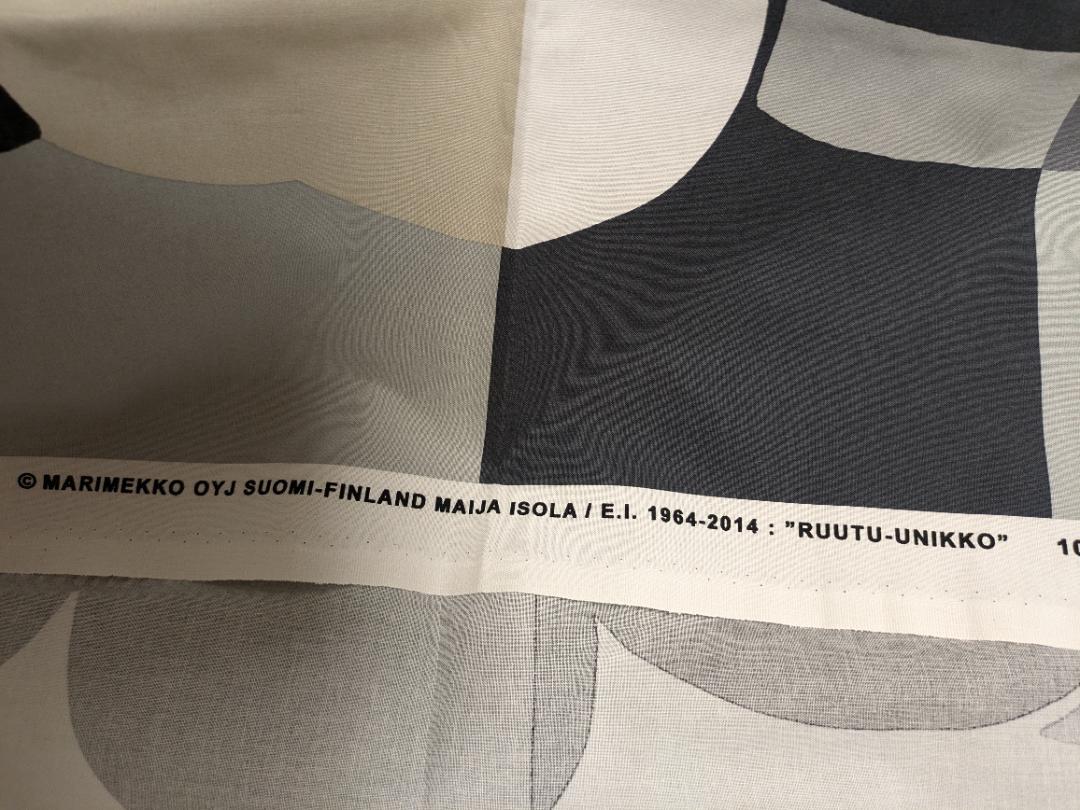 © MARIMEKKO OYJ SUOMI-FINLAND MAIJA ISOLA / E.I. 1964-2014 : ”RUUTU-UNIKKO”